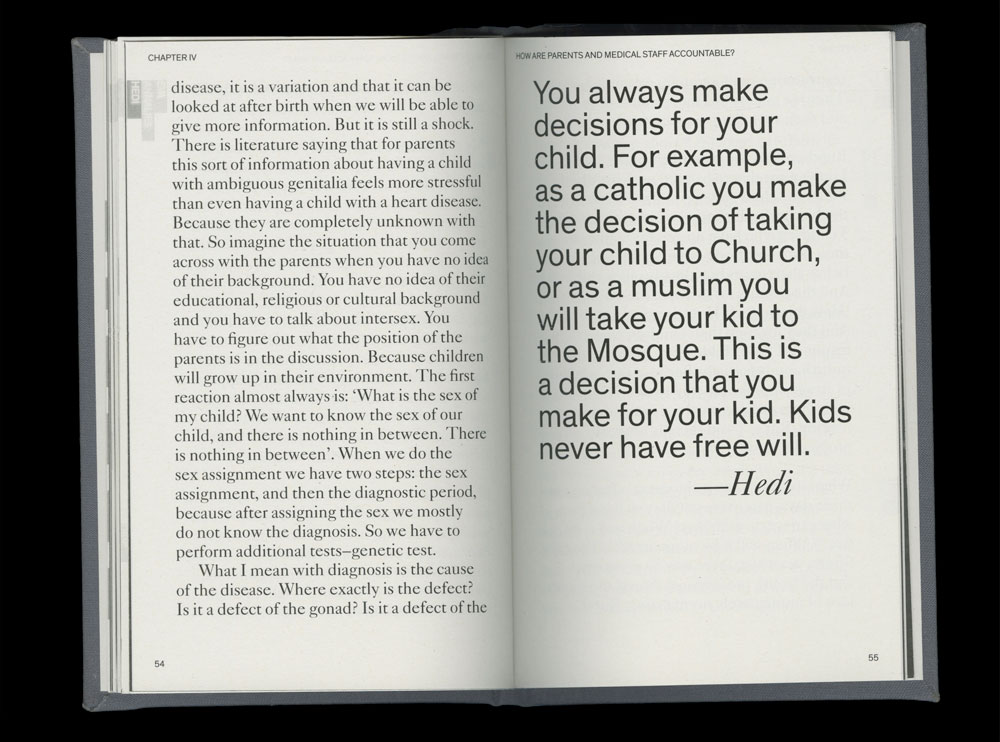 CHAPTER IV
HEDI
disease, it is a variation and that it can be
looked at after birth when we will be able to
give more information. But it is still a shock.
There is literature saying that for parents
this sort of information about having a child
with ambiguous genitalia feels more stressful
than even having a child with a heart disease.
Because they are completely unknown with
that. So imagine the situation that you come
across with the parents when you have no idea
of their background. You have no idea of their
educational, religious or cultural background
and you have to talk about intersex. You
have to figure out what the position of the
parents is in the discussion. Because children
will grow up in their environment. The first
reaction almost always is: ‘What is the sex of
my child? We want to know the sex of our
child, and there is nothing in between. There
is nothing in between’. When we do the
sex assignment we have two steps: the sex
assignment, and then the diagnostic period,
because after assigning the sex we mostly
do not know the diagnosis. So we have to
perform additional tests–genetic test.
What I mean with diagnosis is the cause
of the disease. Where exactly is the defect?
Is it a defect of the gonad? Is it a defect of the
54
HOW ARE PARENTS AND MEDICAL STAFF ACCOUNTABLE?
You always make
decisions for your
child. For example,
as a catholic you make
the decision of taking
your child to Church,
or as a muslim you
will take your kid to
the Mosque. This is
a decision that you
make for your kid. Kids
never have free will.
—Hedi
55